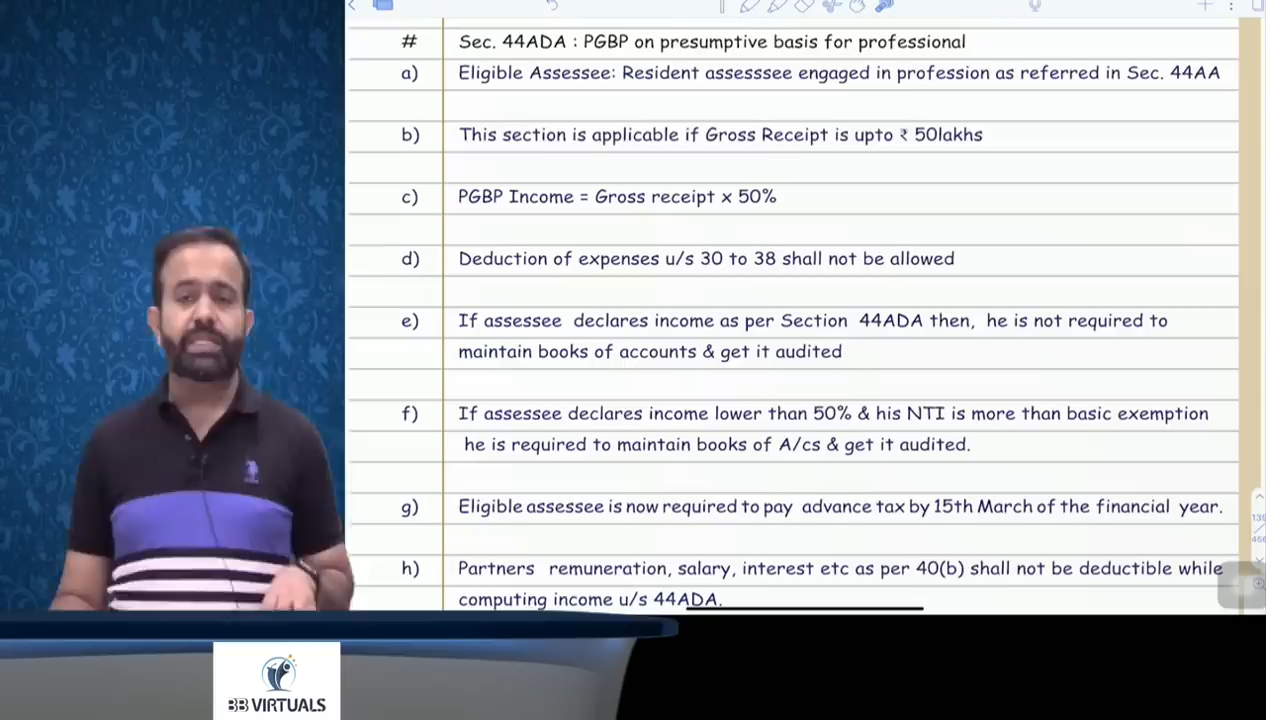 # Sec. 44ADA : PGBP on presumptive basis for professional
a) Eligible Assessee: Resident assesssee engaged in profession as referred in Sec. 44AA
b) This section is applicable if Gross Receipt is upto ₹ 50lakhs
c) PGBP Income = Gross receipt x 50%
d) Deduction of expenses u/s 30 to 38 shall not be allowed
e) If assessee declares income as per Section 44ADA then, he is not required to
maintain books of accounts & get it audited
f) If assessee declares income lower than 50% & his NTI is more than basic exemption
he is required to maintain books of A/cs & get it audited.
g) Eligible assessee is now required to pay advance tax by 15th March of the financial year.
h) Partners remuneration, salary, interest etc as per 40(b) shall not be deductible while
computing income u/s 44ADA.
BB VIRTUALS